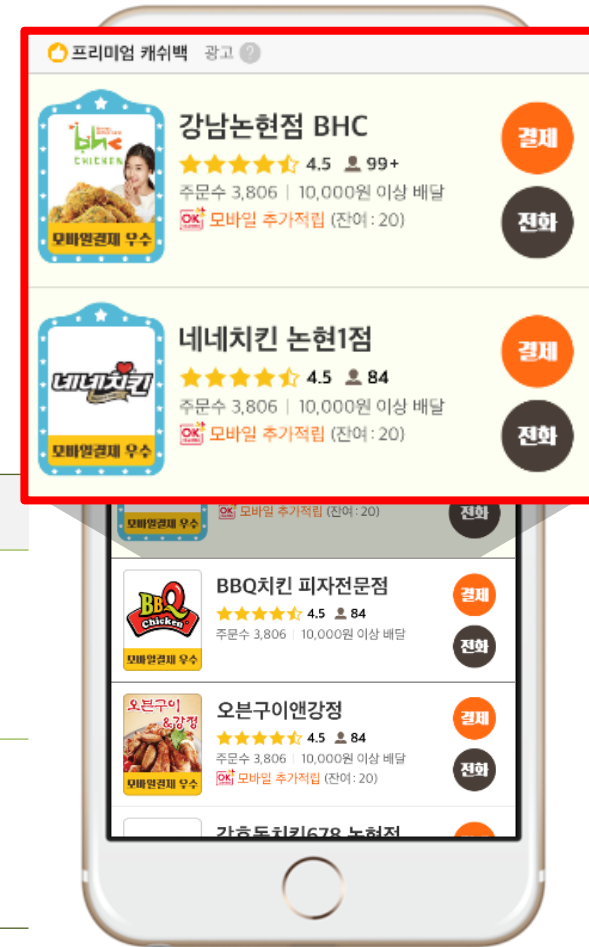 프리미엄 캐쉬백 광고 ?
bhc
CHICKEN
모바일결제 우수
강남논현점 BHC
4.5 99+
주문수 3,806 | 10,000원 이상 배달
OK 모바일 추가적립 (잔여: 20)
결제
전화
네네치킨
모바일결제 우수
네네치킨 논현1점
4.5 84
주문수 3,806 | 10,000원 이상 배달
OK 모바일 추가적립 (잔여: 20)
결제
전화
모바일결제 우수
OK 모바일 추가적립 (잔여: 20)
전화
BBQ
Chicken
모바일결제 우수
BBQ치킨 피자전문점
4.5 84
주문수 3,806 | 10,000원 이상 배달
결제
전화
오븐구이
&강정
모바일결제 우수
오븐구이앤강정
4.5 84
주문수 3,806 | 10,000원 이상 배달
OK 모바일 추가적립 (잔여: 20)
결제
전화
강호동치킨678 논현점